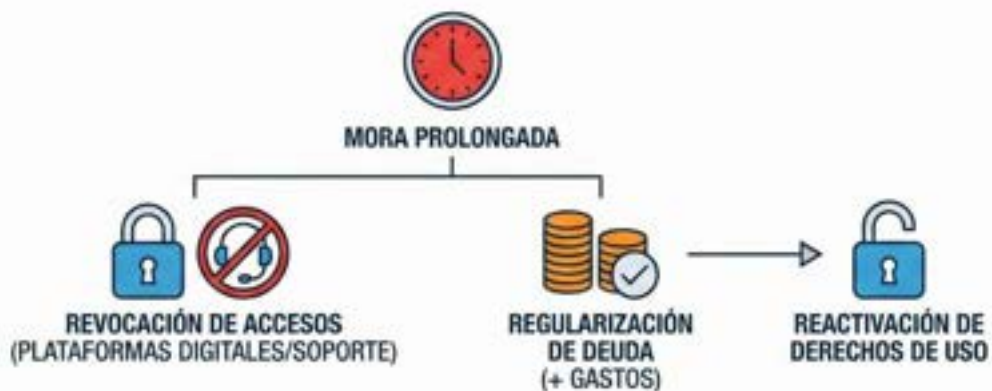 MORA PROLONGADA
REVOCACIÓN DE ACCESOS
(PLATAFORMAS DIGITALES/SOPORTE)
REGULARIZACIÓN
DE DEUDA
(+ GASTOS)
REACTIVACIÓN DE
DERECHOS DE USO